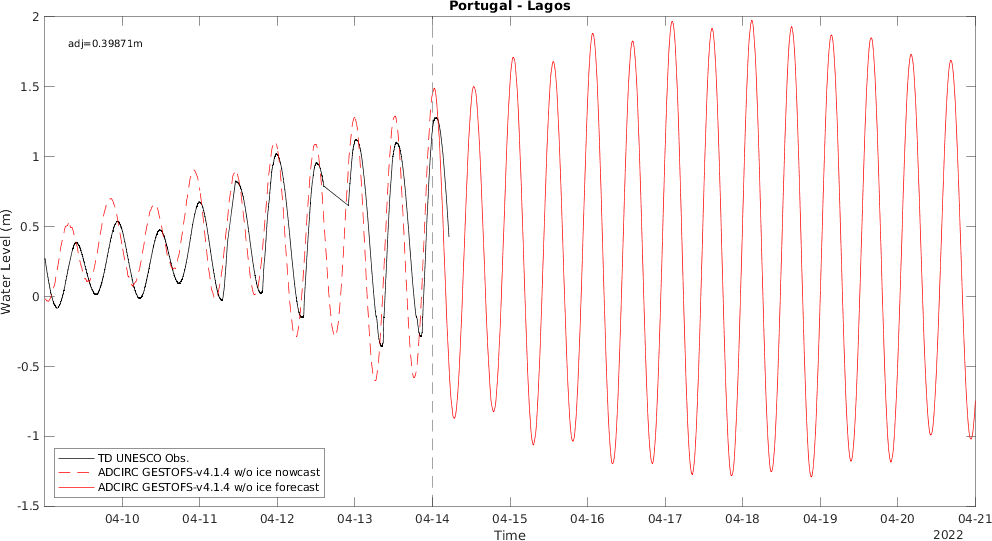 Portugal - Lagos
adj=0.39871m
Water Level (m)
2
1.5
1
0.5
0
-0.5
-1
-1.5
TD UNESCO Obs.
ADCIRC GESTOFS-v4.1.4 w/o ice nowcast
ADCIRC GESTOFS-v4.1.4 w/o ice forecast
04-10 04-11 04-12 04-13 04-14 04-15 04-16 04-17 04-18 04-19 04-20 04-21
Time
2022